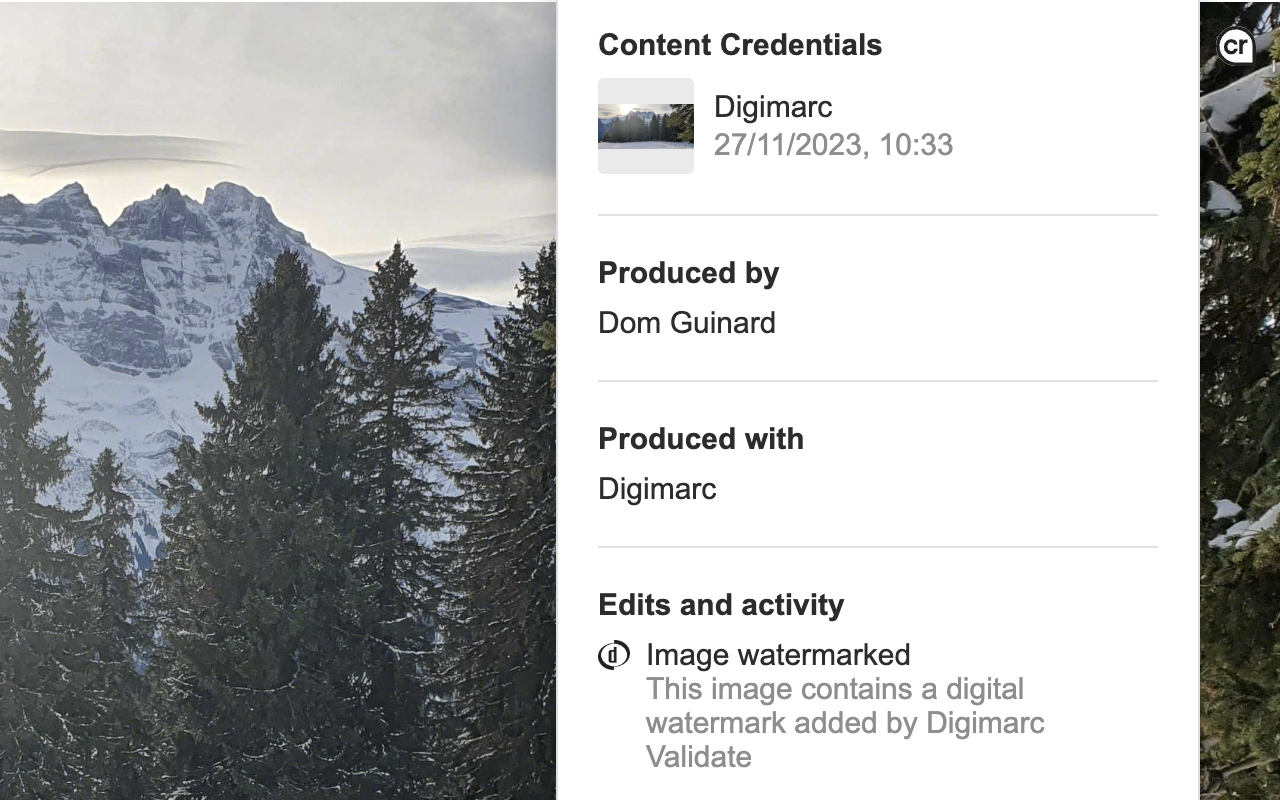 Content Credentials
cr
Digimarc
27/11/2023, 10:33
Produced by
Dom Guinard
Produced with
Digimarc
Edits and activity
d Image watermarked
This image contains a digital
watermark added by Digimarc
Validate